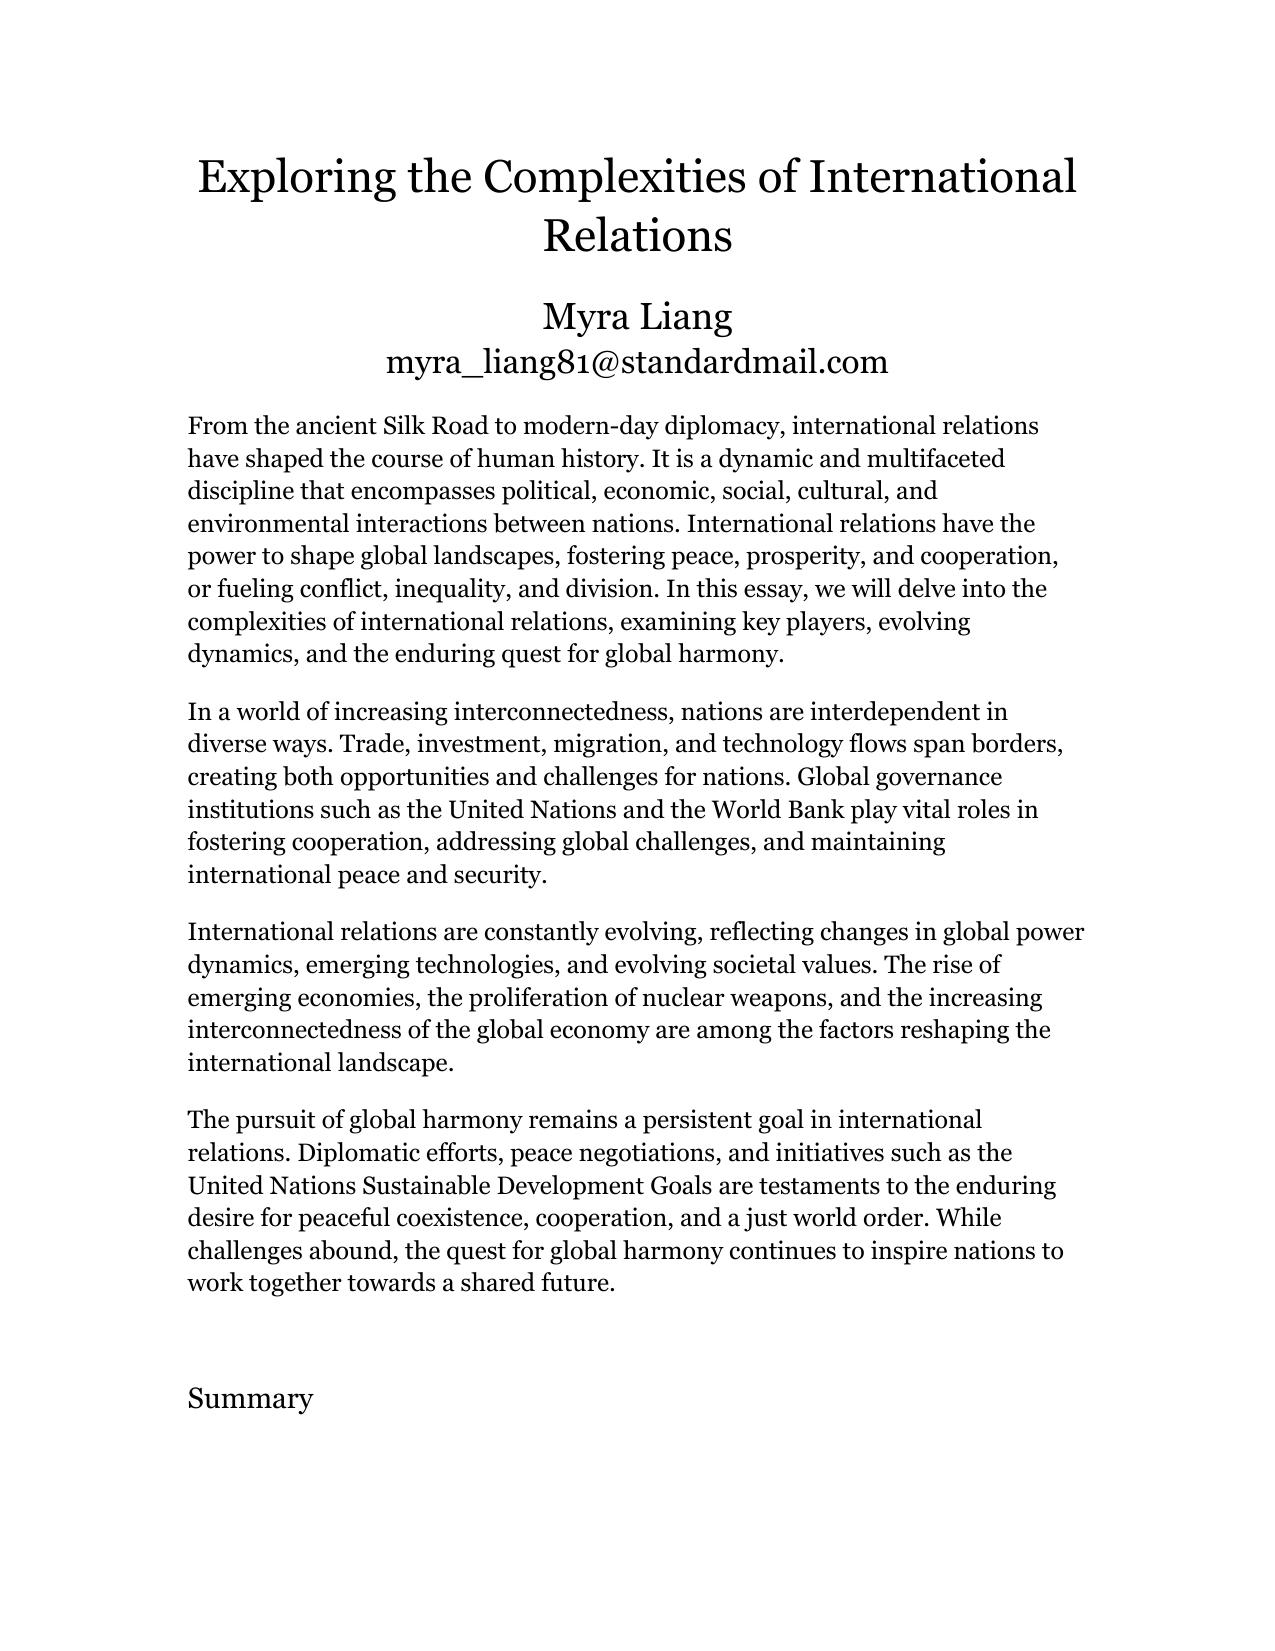 Exploring the Complexities of International
Relations
Myra Liang
myra_liang81@standardmail.com
From the ancient Silk Road to modern-day diplomacy, international relations
have shaped the course of human history. It is a dynamic and multifaceted
discipline that encompasses political, economic, social, cultural, and
environmental interactions between nations. International relations have the
power to shape global landscapes, fostering peace, prosperity, and cooperation,
or fueling conflict, inequality, and division. In this essay, we will delve into the
complexities of international relations, examining key players, evolving
dynamics, and the enduring quest for global harmony.
In a world of increasing interconnectedness, nations are interdependent in
diverse ways. Trade, investment, migration, and technology flows span borders,
creating both opportunities and challenges for nations. Global governance
institutions such as the United Nations and the World Bank play vital roles in
fostering cooperation, addressing global challenges, and maintaining
international peace and security.
International relations are constantly evolving, reflecting changes in global power
dynamics, emerging technologies, and evolving societal values. The rise of
emerging economies, the proliferation of nuclear weapons, and the increasing
interconnectedness of the global economy are among the factors reshaping the
international landscape.
The pursuit of global harmony remains a persistent goal in international
relations. Diplomatic efforts, peace negotiations, and initiatives such as the
United Nations Sustainable Development Goals are testaments to the enduring
desire for peaceful coexistence, cooperation, and a just world order. While
challenges abound, the quest for global harmony continues to inspire nations to
work together towards a shared future.
Summary